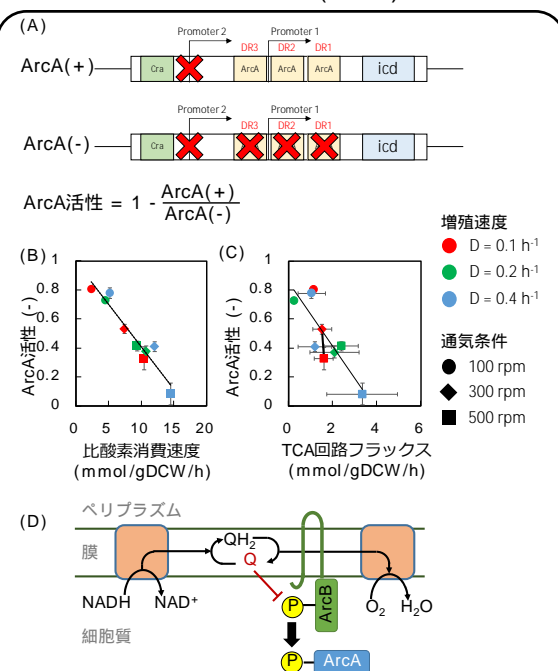 (A)
Promoter 2 Promoter 1
DR3 DR2 DR1
ArcA(+) Cra ArcA ArcA ArcA icd
Promoter 2 Promoter 1
DR3 DR2 DR1
ArcA(-) Cra ArcA ArcA ArcA icd
ArcA活性 = 1 - ArcA(+)
ArcA(-)
(B)
ArcA活性 (-)
1
0.8
0.6
0.4
0.2
0
0 5 10 15 20
比酸素消費速度
(mmol/gDCW/h)
(C)
ArcA活性 (-)
1
0.8
0.6
0.4
0.2
0
0 2 4 6
TCA回路フラックス
(mmol/gDCW/h)
増殖速度
D = 0.1 h-1
D = 0.2 h-1
D = 0.4 h-1
通気条件
100 rpm
300 rpm
500 rpm
(D)
ペリプラズム
膜
QH2
Q
NADH NAD+
P
ArcB
O2 H2O
細胞質
P ArcA